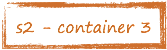 s2 - container 3